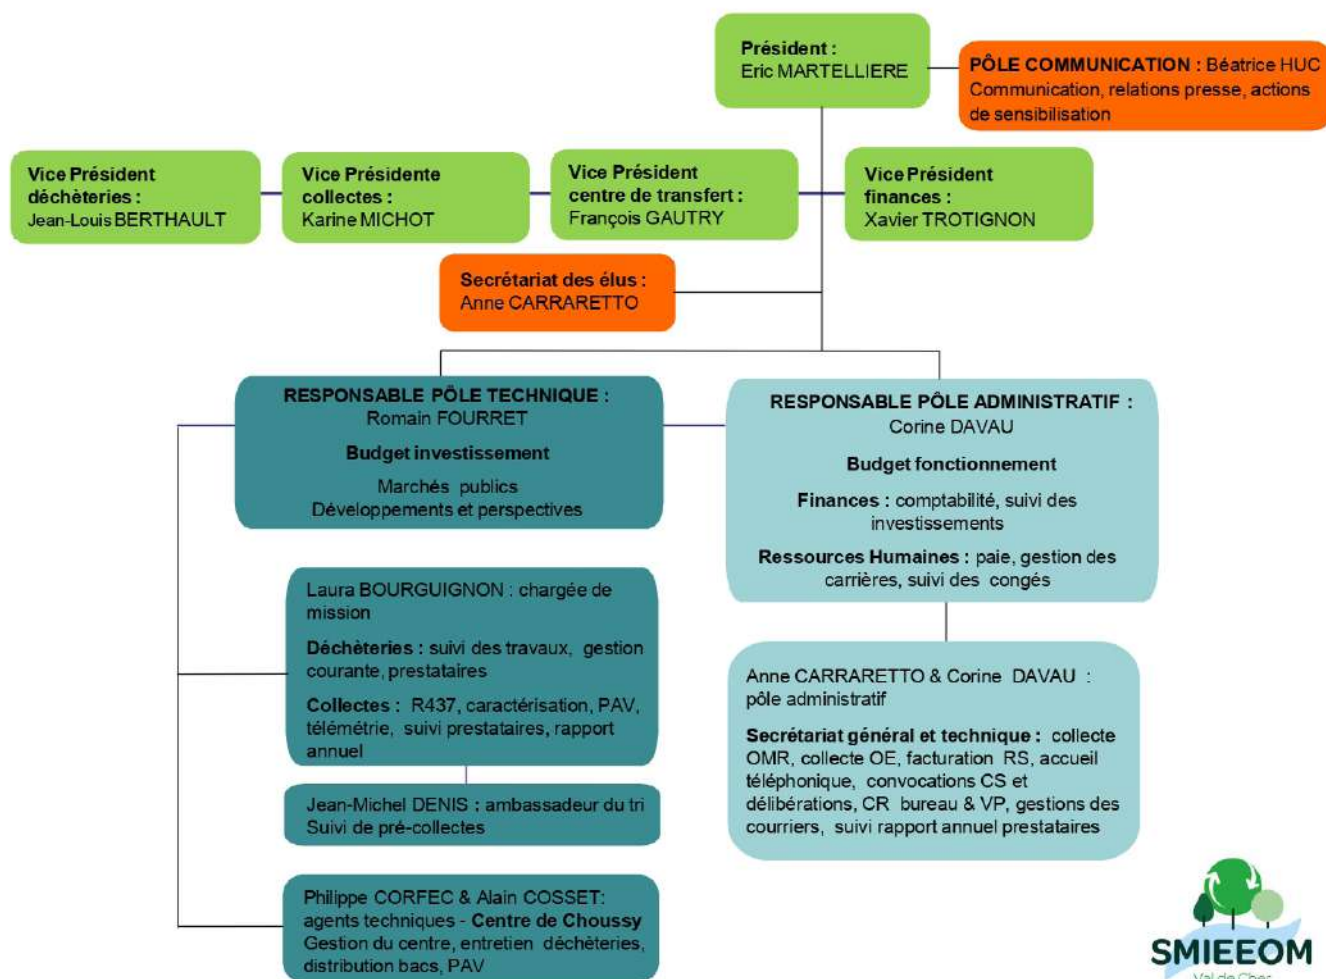 Président :
Eric MARTELLIERE
PÔLE COMMUNICATION : Béatrice HUC
Communication, relations presse, actions
de sensibilisation
Vice Président
déchèteries :
Jean-Louis BERTHAULT
Vice Présidente
collectes :
Karine MICHOT
Vice Président
centre de transfert :
François GAUTRY
Vice Président
finances :
Xavier TROTIGNON
Secrétariat des élus :
Anne CARRARETTO
RESPONSABLE PÔLE TECHNIQUE :
Romain FOURRET
Budget investissement
Marchés publics
Développements et perspectives
RESPONSABLE PÔLE ADMINISTRATIF :
Corine DAVAU
Budget fonctionnement
Finances : comptabilité, suivi des
investissements
Ressources Humaines : paie, gestion des
carrières, suivi des congés
Laura BOURGUIGNON : chargée de
mission
Déchèteries : suivi des travaux, gestion
courante, prestataires
Collectes : R437, caractérisation, PAV,
télémétrie, suivi prestataires, rapport
annuel
Jean-Michel DENIS : ambassadeur du tri
Suivi de pré-collectes
Philippe CORFEC & Alain COSSET:
agents techniques - Centre de Choussy
Gestion du centre, entretien déchèteries,
distribution bacs, PAV
Anne CARRARETTO & Corine DAVAU :
pôle administratif
Secrétariat général et technique : collecte
OMR, collecte OE, facturation RS, accueil
téléphonique, convocations CS et
délibérations, CR bureau & VP, gestions des
courriers, suivi rapport annuel prestataires
SMIEEOM
Val de Cher